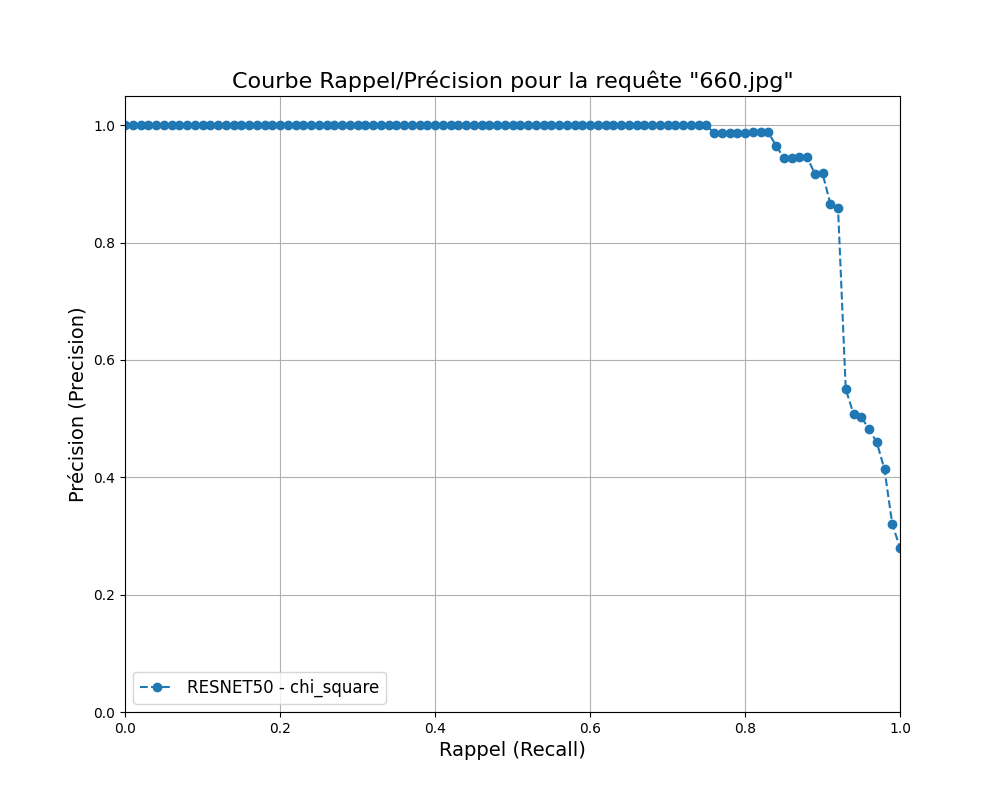 Courbe Rappel/Précision pour la requête "660.jpg"
Précision (Precision)
1.0
0.8
0.6
0.4
0.2
0.0
RESNET50 - chi_square
0.0 0.2 0.4 0.6 0.8 1.0
Rappel (Recall)